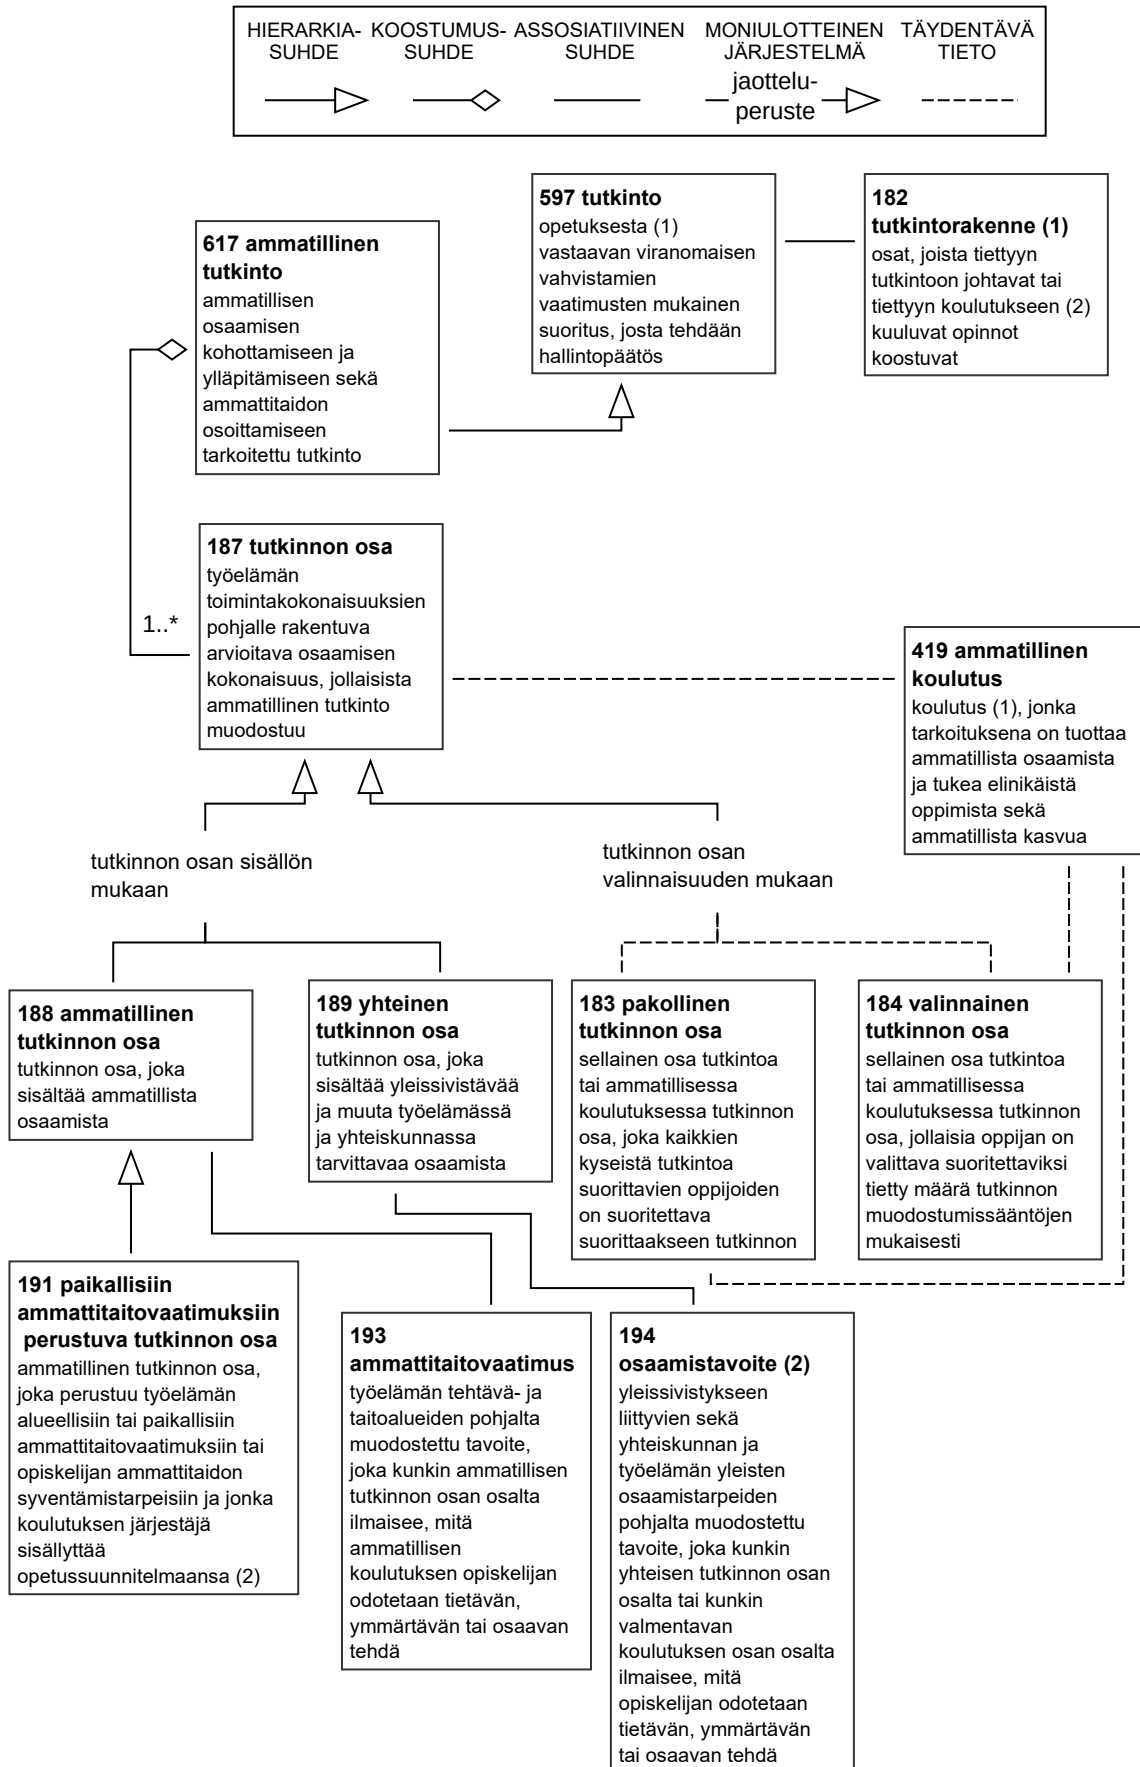 HIERARKIA-
SUHDE
KOOSTUMUS-
SUHDE
ASSOSIATIIVINEN
SUHDE
MONIULOTTEINEN
JÄRJESTELMÄ
jaottelu-
peruste
TÄYDENTÄVÄ
TIETO
597 tutkinto
opetuksesta (1)
vastaavan viranomaisen
vahvistamien
vaatimusten mukainen
suoritus, josta tehdään
hallintopäätös
182
tutkintorakenne (1)
osat, joista tiettyyn
tutkintoon johtavat tai
tiettyyn koulutukseen (2)
kuuluvat opinnot
koostuvat
617 ammatillinen
tutkinto
ammatillisen
osaamisen
kohottamiseen ja
ylläpitämiseen sekä
ammattitaidon
osoittamiseen
tarkoitettu tutkinto
187 tutkinnon osa
työelämän
toimintakokonaisuuksien
pohjalle rakentuva
arvioitava osaamisen
kokonaisuus, jollaisista
ammatillinen tutkinto
muodostuu
1..*
419 ammatillinen
koulutus
koulutus (1), jonka
tarkoituksena on tuottaa
ammatillista osaamista
ja tukea elinikäistä
oppimista sekä
ammatillista kasvua
tutkinnon osan sisällön
mukaan
tutkinnon osan
valinnaisuuden mukaan
188 ammatillinen
tutkinnon osa
tutkinnon osa, joka
sisältää ammatillista
osaamista
189 yhteinen
tutkinnon osa
tutkinnon osa, joka
sisältää yleissivistävää
ja muuta työelämässä
ja yhteiskunnassa
tarvittavaa osaamista
183 pakollinen
tutkinnon osa
sellainen osa tutkintoa
tai ammatillisessa
koulutuksessa tutkinnon
osa, joka kaikkien
kyseistä tutkintoa
suorittavien oppijoiden
on suoritettava
suorittaakseen tutkinnon
184 valinnainen
tutkinnon osa
sellainen osa tutkintoa
tai ammatillisessa
koulutuksessa tutkinnon
osa, jollaisia oppijan on
valittava suoritettaviksi
tietty määrä tutkinnon
muodostumissääntöjen
mukaisesti
191 paikallisiin
ammattitaitovaatimuksiin
perustuva tutkinnon osa
ammatillinen tutkinnon osa,
joka perustuu työelämän
alueellisiin tai paikallisiin
ammattitaitovaatimuksiin tai
opiskelijan ammattitaidon
syventämistarpeisiin ja jonka
koulutuksen järjestäjä
sisällyttää
opetussuunnitelmaansa (2)
193
ammattitaitovaatimus
työelämän tehtävä- ja
taitoalueiden pohjalta
muodostettu tavoite,
joka kunkin ammatillisen
tutkinnon osan osalta
ilmaisee, mitä
ammatillisen
koulutuksen opiskelijan
odotetaan tietävän,
ymmärtävän tai osaavan
tehdä
194
osaamistavoite (2)
yleissivistykseen
liittyvien sekä
yhteiskunnan ja
työelämän yleisten
osaamistarpeiden
pohjalta muodostettu
tavoite, joka kunkin
yhteisen tutkinnon osan
osalta tai kunkin
valmentavan
koulutuksen osan osalta
ilmaisee, mitä
opiskelijan odotetaan
tietävän, ymmärtävän
tai osaavan tehdä